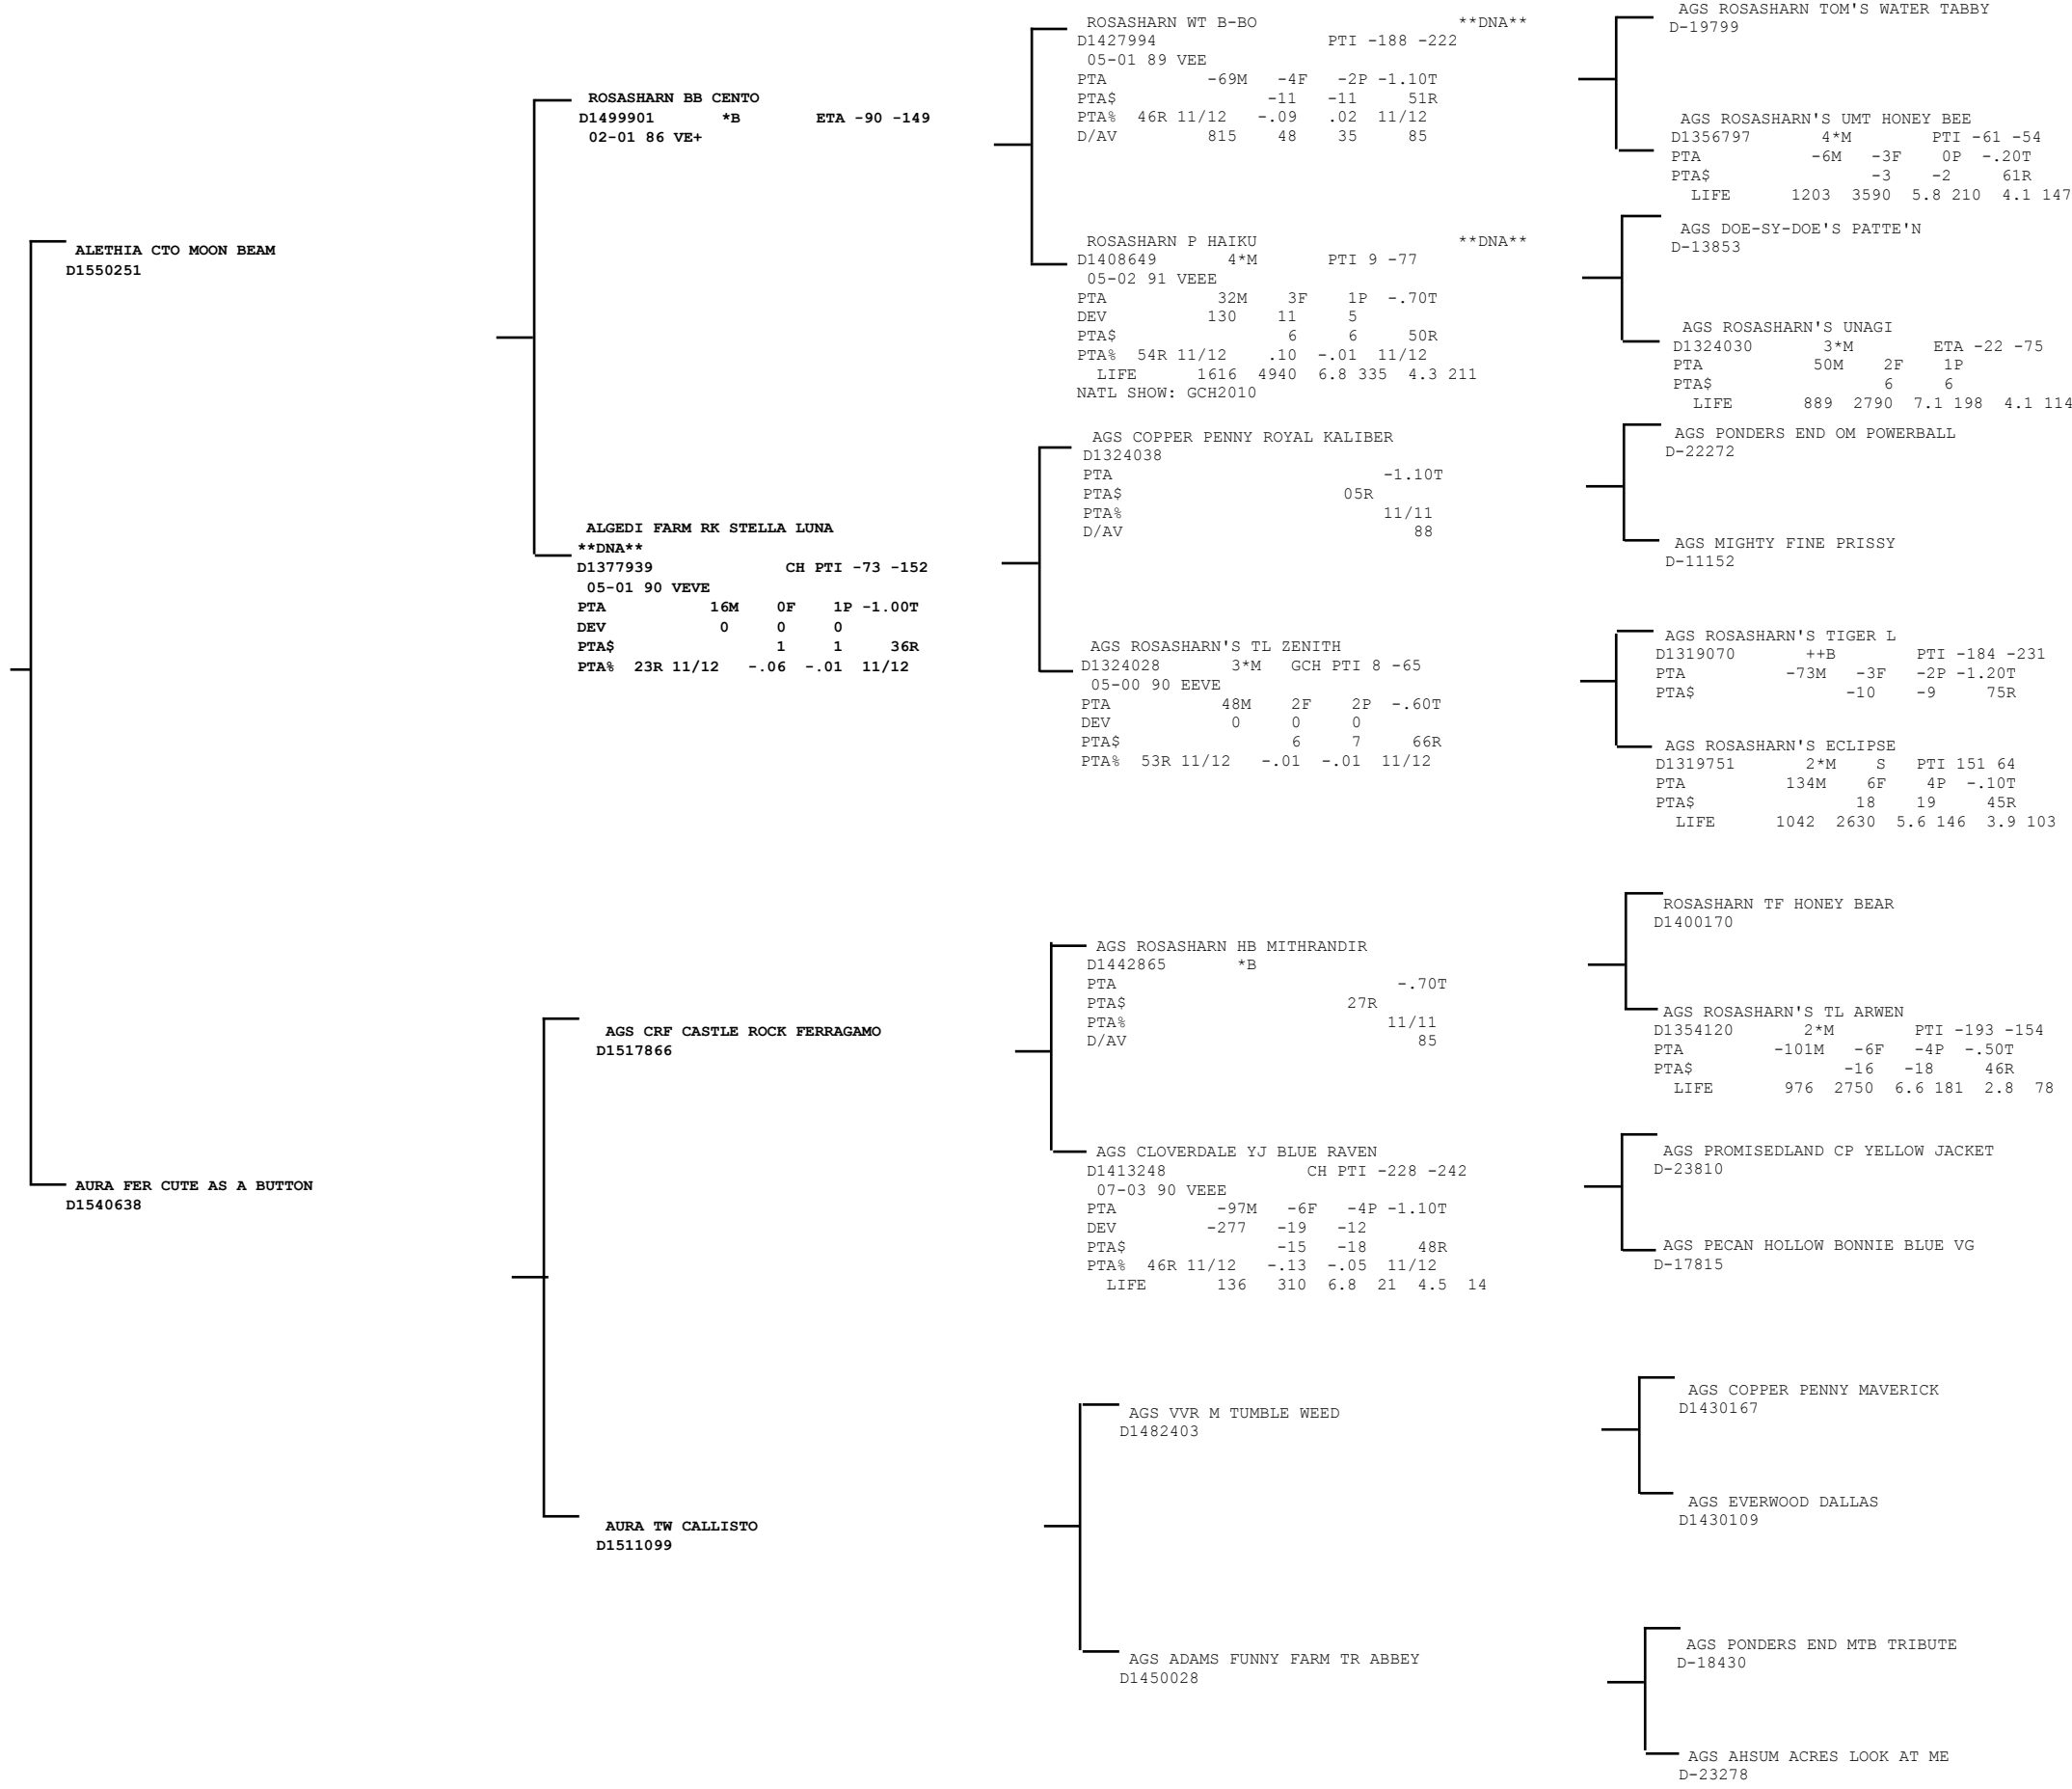 ALETHIA CTO MOON BEAM
D1550251
AURA FER CUTE AS A BUTTON
D1540638
ROSASHARN BB CENTO
D1499901 *B ETA -90 -149
02-01 86 VE+
ALGEDI FARM RK STELLA LUNA
**DNA**
D1377939 CH PTI -73 -152
05-01 90 VEVE
PTA 16M 0F 1P -1.00T
DEV 0 0 0
PTA$ 1 1 36R
PTA% 23R 11/12 -.06 -.01 11/12
AGS CRF CASTLE ROCK FERRAGAMO
D1517866
AURA TW CALLISTO
D1511099
ROSASHARN WT B-BO **DNA**
D1427994 PTI -188 -222
05-01 89 VEE
PTA -69M -4F -2P -1.10T
PTA$ -11 -11 51R
PTA% 46R 11/12 -.09 .02 11/12
D/AV 815 48 35 85
ROSASHARN P HAIKU **DNA**
D1408649 4*M PTI 9 -77
05-02 91 VEEE
PTA 32M 3F 1P -.70T
DEV 130 11 5
PTA$ 6 6 50R
PTA% 54R 11/12 .10 -.01 11/12
LIFE 1616 4940 6.8 335 4.3 211
NATL SHOW: GCH2010
AGS COPPER PENNY ROYAL KALIBER
D1324038
PTA -1.10T
PTA$ 05R
PTA% 11/11
D/AV 88
AGS ROSASHARN'S TL ZENITH
D1324028 3*M GCH PTI 8 -65
05-00 90 EEVE
PTA 48M 2F 2P -.60T
DEV 0 0 0
PTA$ 6 7 66R
PTA% 53R 11/12 -.01 -.01 11/12
AGS ROSASHARN HB MITHRANDIR
D1442865 *B
PTA -.70T
PTA$ 27R
PTA% 11/11
D/AV 85
AGS CLOVERDALE YJ BLUE RAVEN
D1413248 CH PTI -228 -242
07-03 90 VEEE
PTA -97M -6F -4P -1.10T
DEV -277 -19 -12
PTA$ -15 -18 48R
PTA% 46R 11/12 -.13 -.05 11/12
LIFE 136 310 6.8 21 4.5 14
AGS VVR M TUMBLE WEED
D1482403
AGS ADAMS FUNNY FARM TR ABBEY
D1450028
AGS ROSASHARN TOM'S WATER TABBY
D-19799
AGS ROSASHARN'S UMT HONEY BEE
D1356797 4*M PTI -61 -54
PTA -6M -3F 0P -.20T
PTA$ -3 -2 61R
LIFE 1203 3590 5.8 210 4.1 147
AGS DOE-SY-DOE'S PATTE'N
D-13853
AGS ROSASHARN'S UNAGI
D1324030 3*M ETA -22 -75
PTA 50M 2F 1P
PTA$ 6 6
LIFE 889 2790 7.1 198 4.1 114
AGS PONDERS END OM POWERBALL
D-22272
AGS MIGHTY FINE PRISSY
D-11152
AGS ROSASHARN'S TIGER L
D1319070 ++B PTI -184 -231
PTA -73M -3F -2P -1.20T
PTA$ -10 -9 75R
AGS ROSASHARN'S ECLIPSE
D1319751 2*M S PTI 151 64
PTA 134M 6F 4P -.10T
PTA$ 18 19 45R
LIFE 1042 2630 5.6 146 3.9 103
ROSASHARN TF HONEY BEAR
D1400170
AGS ROSASHARN'S TL ARWEN
D1354120 2*M PTI -193 -154
PTA -101M -6F -4P -.50T
PTA$ -16 -18 46R
LIFE 976 2750 6.6 181 2.8 78
AGS PROMISEDLAND CP YELLOW JACKET
D-23810
AGS PECAN HOLLOW BONNIE BLUE VG
D-17815
AGS COPPER PENNY MAVERICK
D1430167
AGS EVERWOOD DALLAS
D1430109
AGS PONDERS END MTB TRIBUTE
D-18430
AGS AHSUM ACRES LOOK AT ME
D-23278